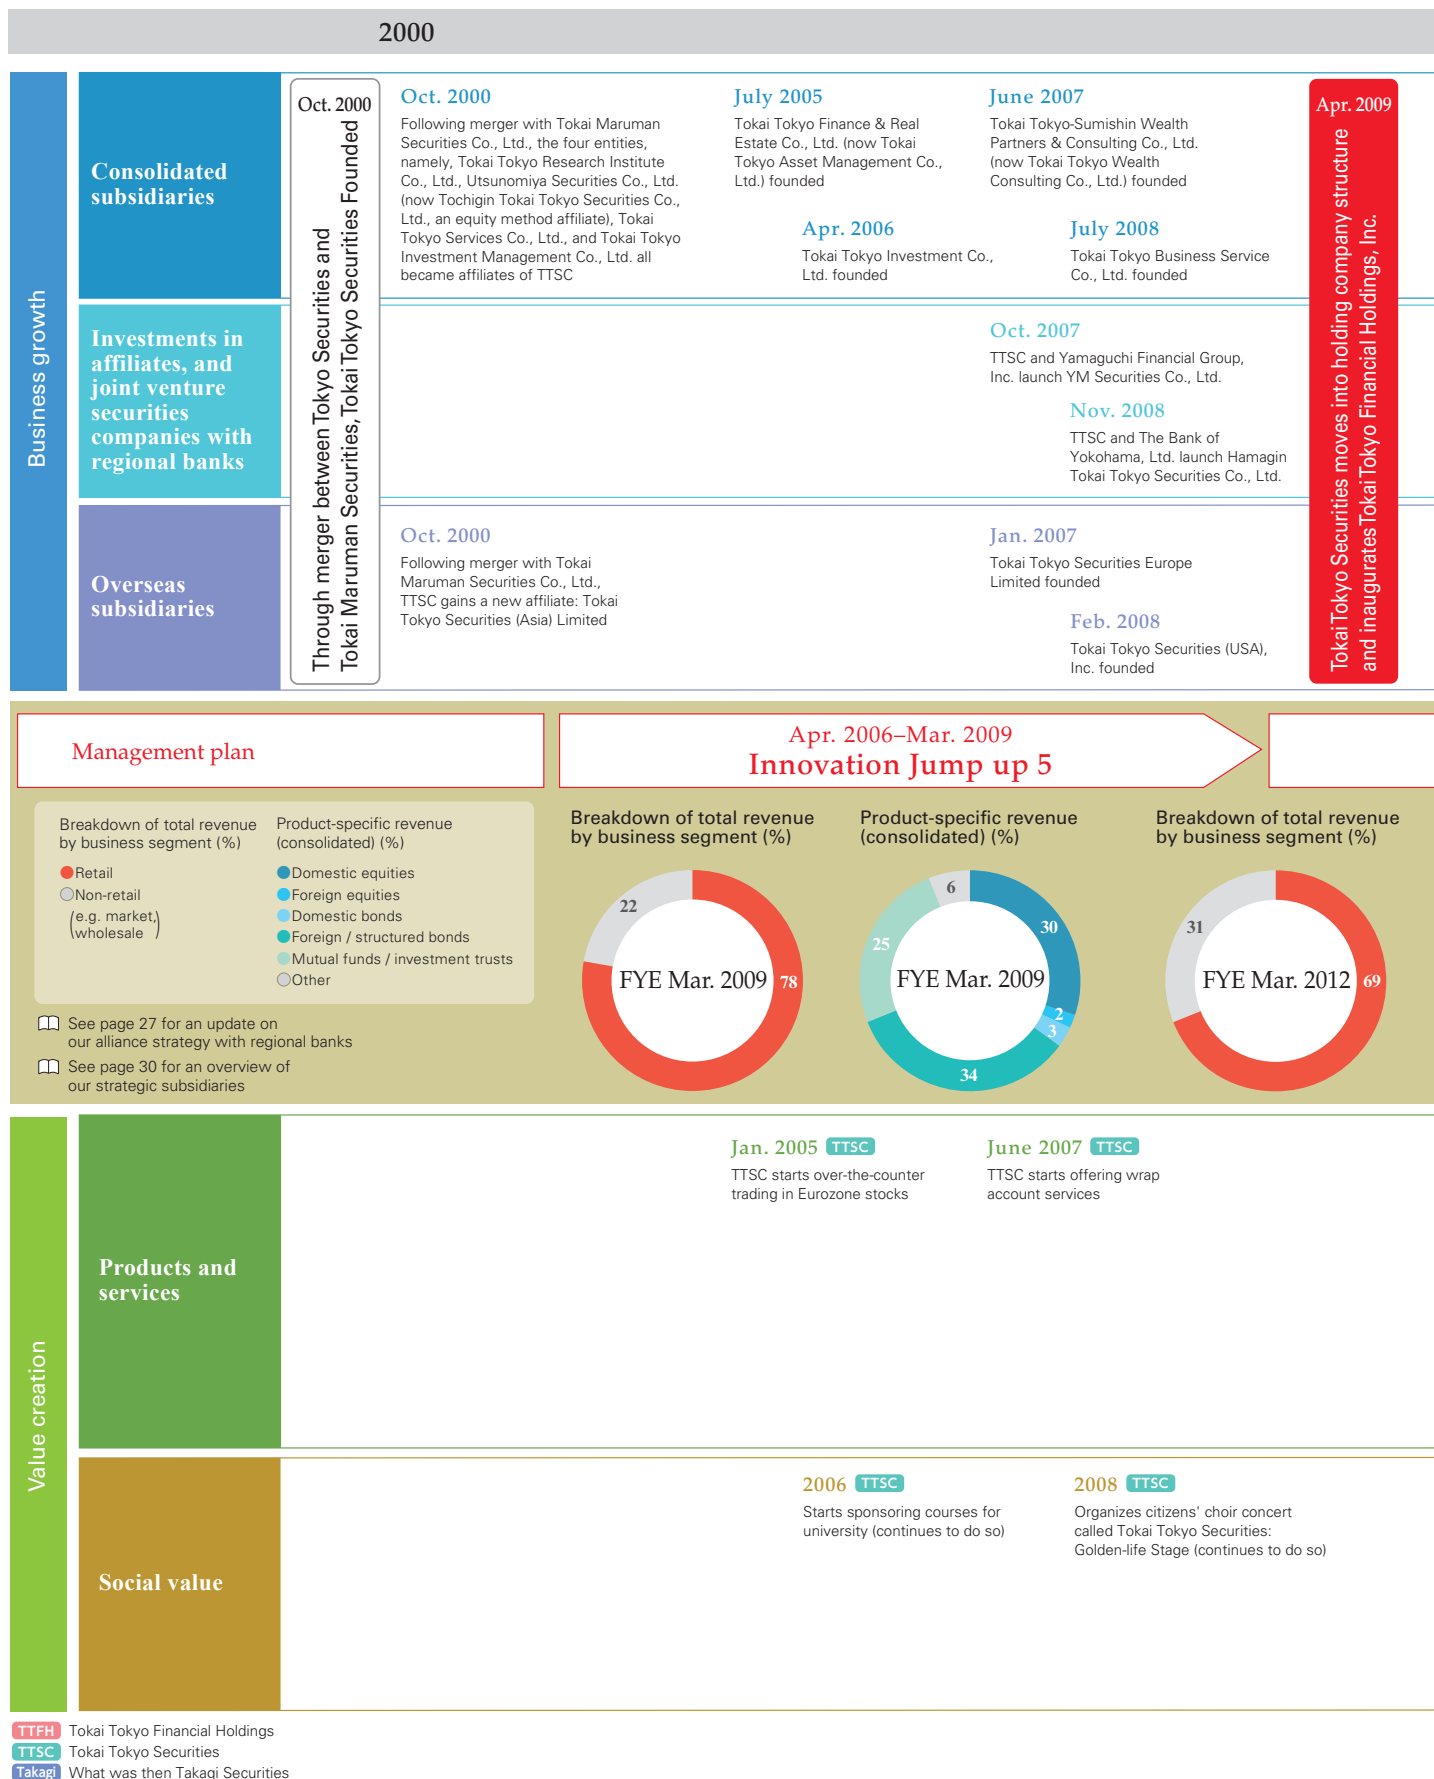 2000
Business growth
Consolidated
subsidiaries
Oct. 2000
Through merger between Tokyo Securities and
Tokai Maruman Securities, Tokai Tokyo Securities Founded
Oct. 2000
Following merger with Tokai Maruman
Securities Co., Ltd., the four entities,
namely, Tokai Tokyo Research Institute
Co., Ltd., Utsunomiya Securities Co., Ltd.
(now Tochigin Tokai Tokyo Securities Co.,
Ltd., an equity method affiliate), Tokai
Tokyo Services Co., Ltd., and Tokai Tokyo
Investment Management Co., Ltd. all
became affiliates of TTSC
July 2005
Tokai Tokyo Finance & Real
Estate Co., Ltd. (now Tokai
Tokyo Asset Management Co.,
Ltd.) founded
Apr. 2006
Tokai Tokyo Investment Co.,
Ltd. founded
June 2007
Tokai Tokyo-Sumishin Wealth
Partners & Consulting Co., Ltd.
(now Tokai Tokyo Wealth
Consulting Co., Ltd.) founded
July 2008
Tokai Tokyo Business Service
Co., Ltd. founded
Apr. 2009
Tokai Tokyo Securities moves into holding company structure
and inaugurates Tokai Tokyo Financial Holdings, Inc.
Investments in
affiliates, and
joint venture
securities
companies with
regional banks
Oct. 2007
TTSC and Yamaguchi Financial Group,
Inc. launch YM Securities Co., Ltd.
Nov. 2008
TTSC and The Bank of
Yokohama, Ltd. launch Hamagin
Tokai Tokyo Securities Co., Ltd.
Overseas
subsidiaries
Oct. 2000
Following merger with Tokai
Maruman Securities Co., Ltd.,
TTSC gains a new affiliate: Tokai
Tokyo Securities (Asia) Limited
Jan. 2007
Tokai Tokyo Securities Europe
Limited founded
Feb. 2008
Tokai Tokyo Securities (USA),
Inc. founded
Management plan
Apr. 2006–Mar. 2009
Innovation Jump up 5
Breakdown of total revenue
by business segment (%)
Retail
Non-retail
(e.g. market,
wholesale)
Product-specific revenue
(consolidated) (%)
Domestic equities
Foreign equities
Domestic bonds
Foreign / structured bonds
Mutual funds / investment trusts
Other
See page 27 for an update on
our alliance strategy with regional banks
See page 30 for an overview of
our strategic subsidiaries
Breakdown of total revenue
by business segment (%)
22
FYE Mar. 2009
78
Product-specific revenue
(consolidated) (%)
6
30
25
FYE Mar. 2009
2
3
34
Breakdown of total revenue
by business segment (%)
31
FYE Mar. 2012
69
Value creation
Products and
services
Jan. 2005 TTSC
TTSC starts over-the-counter
trading in Eurozone stocks
June 2007 TTSC
TTSC starts offering wrap
account services
Social value
2006 TTSC
Starts sponsoring courses for
university (continues to do so)
2008 TTSC
Organizes citizens' choir concert
called Tokai Tokyo Securities:
Golden-life Stage (continues to do so)
TTFH Tokai Tokyo Financial Holdings
TTSC Tokai Tokyo Securities
Takagi What was then Takagi Securities